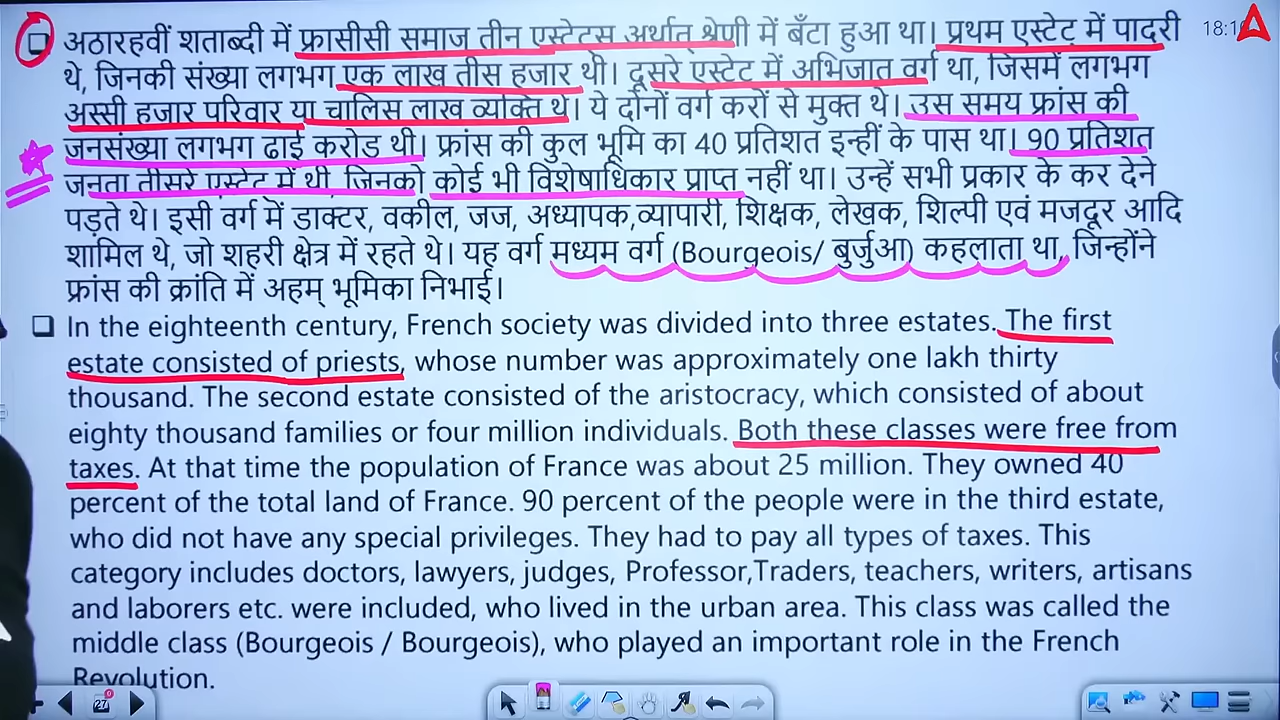 अठारहवीं शताब्दी में फ्रासीसी समाज तीन एस्टेट्स अर्थात् श्रेणी में बँटा हुआ था। प्रथम एस्टेट में पादरी
थे, जिनकी संख्या लगभग एक लाख तीस हजार थी। दूसरे एस्टेट में अभिजात वर्ग था, जिसमें लगभग
अस्सी हजार परिवार या चालिस लाख व्यक्ति थे। ये दोनों वर्ग करों से मुक्त थे। उस समय फ्रांस की
जनसंख्या लगभग ढाई करोड थी। फ्रांस की कुल भूमि का 40 प्रतिशत इन्हीं के पास था। 90 प्रतिशत
जनता तीसरे एस्टेट में थी, जिनको कोई भी विशेषाधिकार प्राप्त नहीं था। उन्हें सभी प्रकार के कर देने
पड़ते थे। इसी वर्ग में डाक्टर, वकील, जज, अध्यापक,व्यापारी, शिक्षक, लेखक, शिल्पी एवं मजदूर आदि
शामिल थे, जो शहरी क्षेत्र में रहते थे। यह वर्ग मध्यम वर्ग (Bourgeois/ बुर्जुआ) कहलाता था, जिन्होंने
फ्रांस की क्रांति में अहम् भूमिका निभाई।
In the eighteenth century, French society was divided into three estates. The first
estate consisted of priests, whose number was approximately one lakh thirty
thousand. The second estate consisted of the aristocracy, which consisted of about
eighty thousand families or four million individuals. Both these classes were free from
taxes. At that time the population of France was about 25 million. They owned 40
percent of the total land of France. 90 percent of the people were in the third estate,
who did not have any special privileges. They had to pay all types of taxes. This
category includes doctors, lawyers, judges, Professor,Traders, teachers, writers, artisans
and laborers etc. were included, who lived in the urban area. This class was called the
middle class (Bourgeois / Bourgeois), who played an important role in the French
Revolution.
27